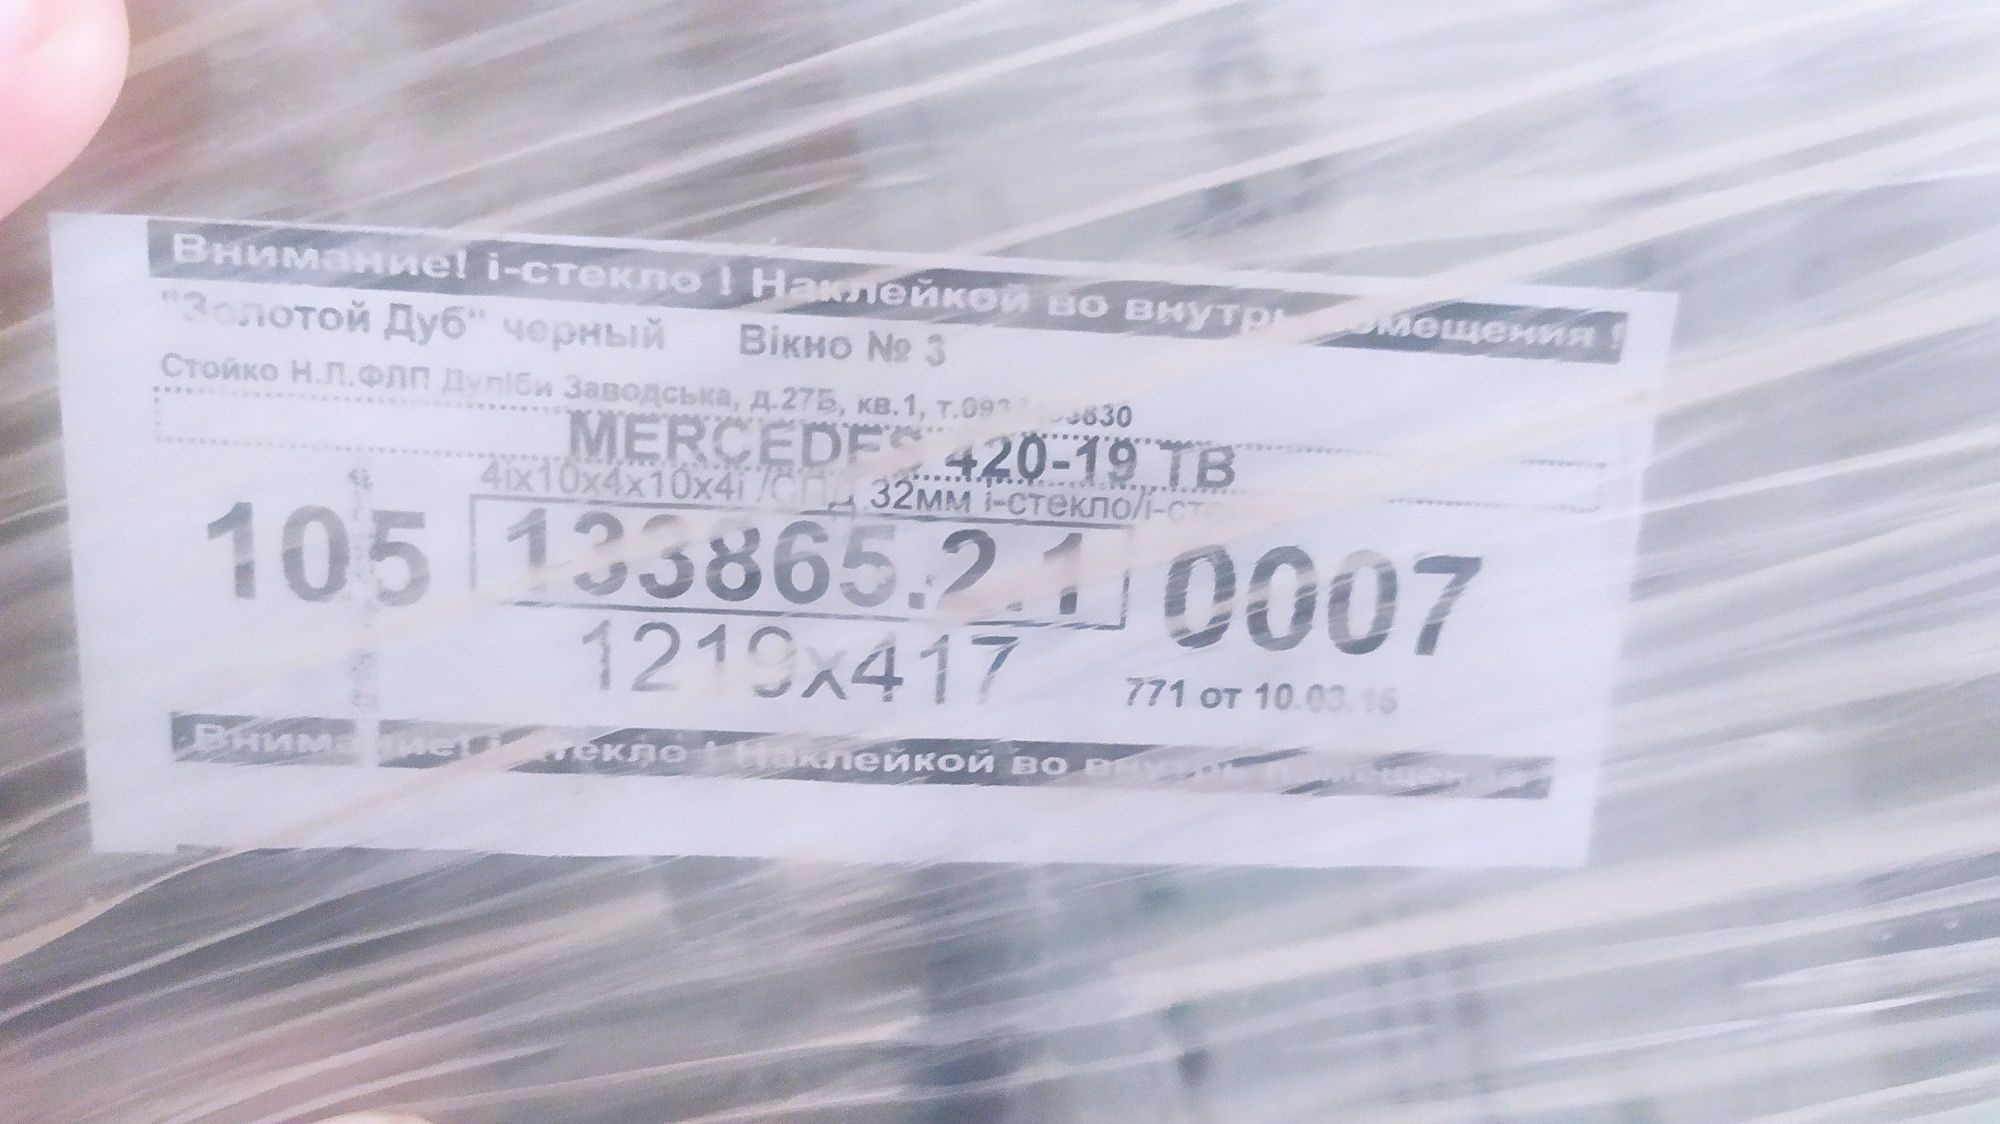 Внимание! i-стекло ! Наклейкой во внутрь помещения !
"Золотой Дуб" черный Вікно № 3
Стойко Н.Л.ФЛП Дуліби Заводська, д.27Б, кв.1,
MERCEDES 420-19 ТВ
4ix10x4x10x4i /СПД 32мм i-стекло/
105 133865.2.1 0007
1219x417
771 от 10.03.16
Внимание! i-стекло ! Наклейкой во внутрь помещения